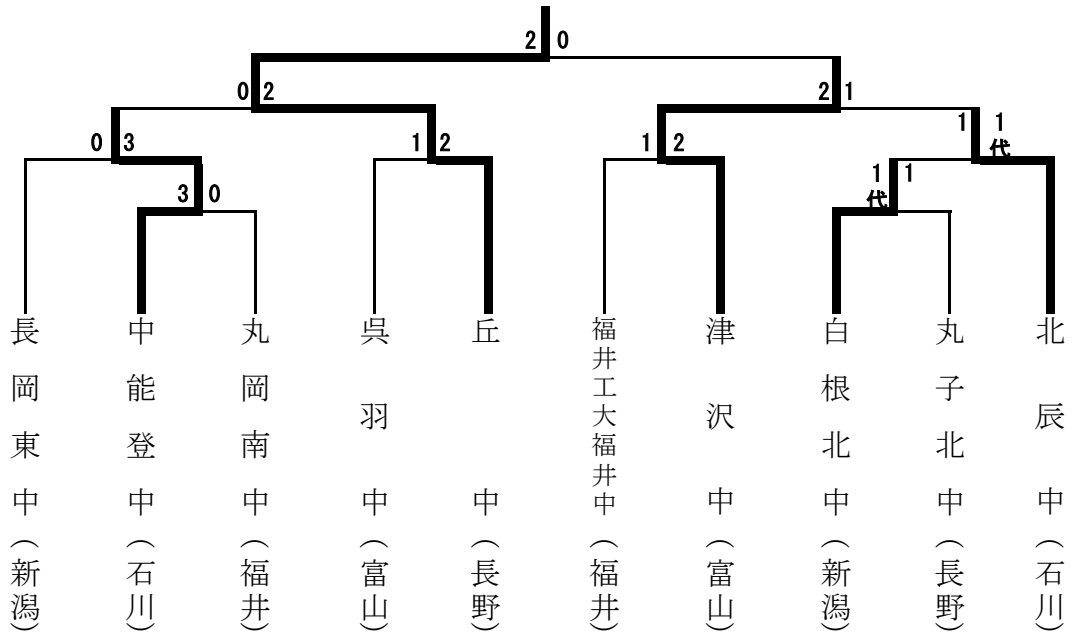 2 0
0 2
2 1
0 3
1 2
1 2
1 1
代
3 0
1 1
代
長岡東中(新潟)
中能登中(石川)
丸岡南中(福井)
呉羽中(富山)
丘中(長野)
福井工大福井中(福井)
津沢中(富山)
白根北中(新潟)
丸子北中(長野)
北辰中(石川)